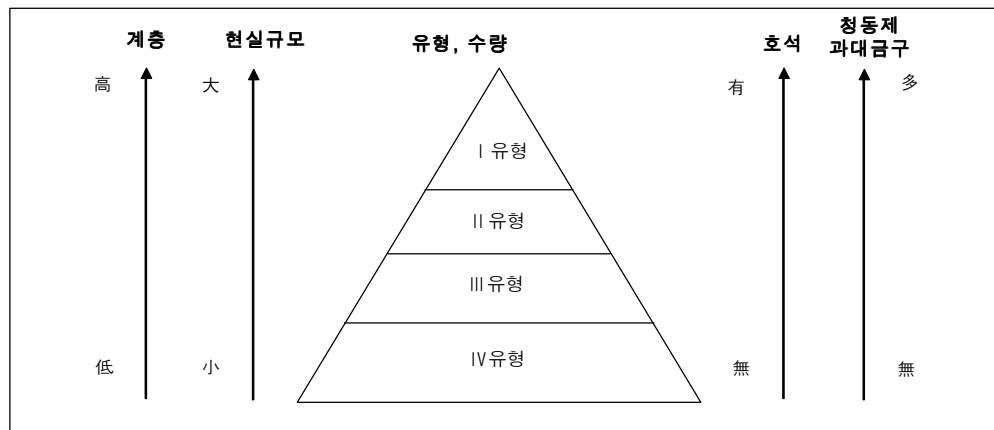 계층
현실규모
유형, 수량
호석
청동제
과대금구
高
大
有
多
Ⅰ유형
Ⅱ유형
Ⅲ유형
Ⅳ유형
低
小
無
無